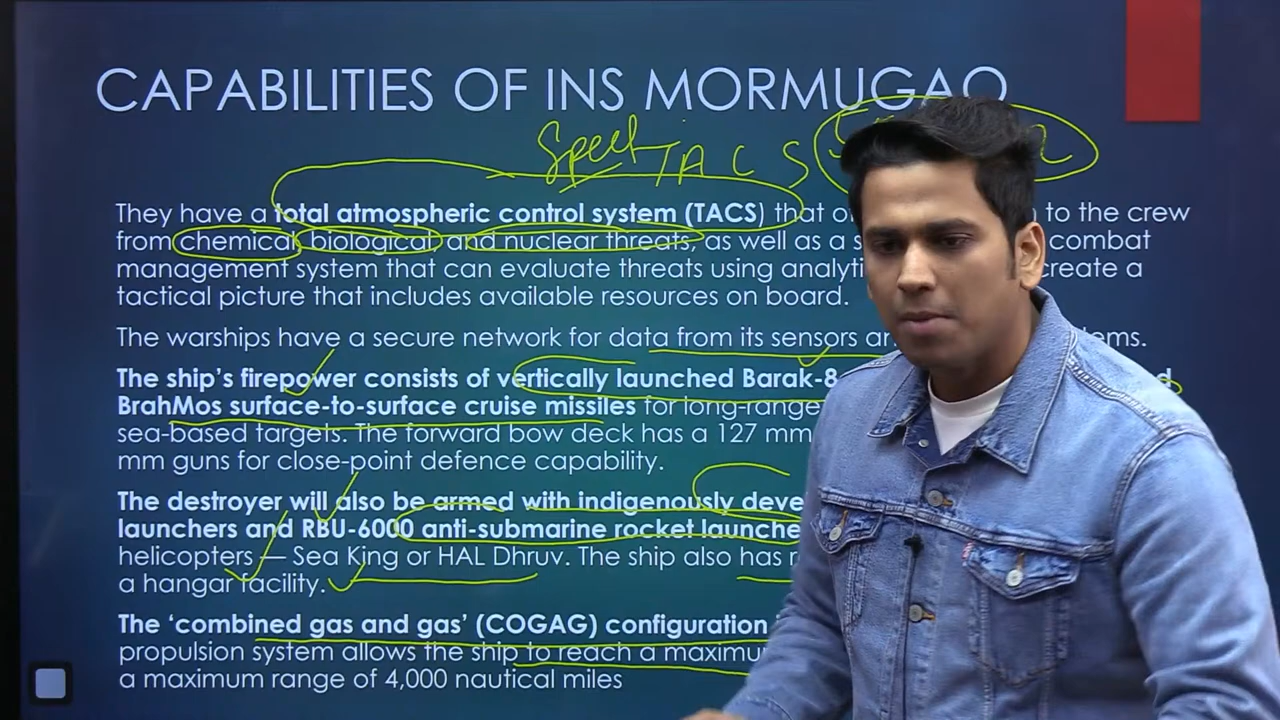 CAPABILITIES OF INS MORMUGAO
TACS
They have a total atmospheric control system (TACS) that to the crew
from chemical, biological and nuclear threats, as well as a combat
management system that can evaluate threats using create a
tactical picture that includes available resources on board.
The warships have a secure network for data from its sensors
The ship's firepower consists of vertically launched Barak-8
BrahMos surface-to-surface cruise missiles for long-range
sea-based targets. The forward bow deck has a 127 mm
mm guns for close-point defence capability.
The destroyer will also be armed with indigenously
launchers and RBU-6000 anti-submarine rocket
helicopters — Sea King or HAL Dhruv. The ship also has
a hangar facility.
The 'combined gas and gas' (COGAG) configuration
propulsion system allows the ship to reach a
a maximum range of 4,000 nautical miles